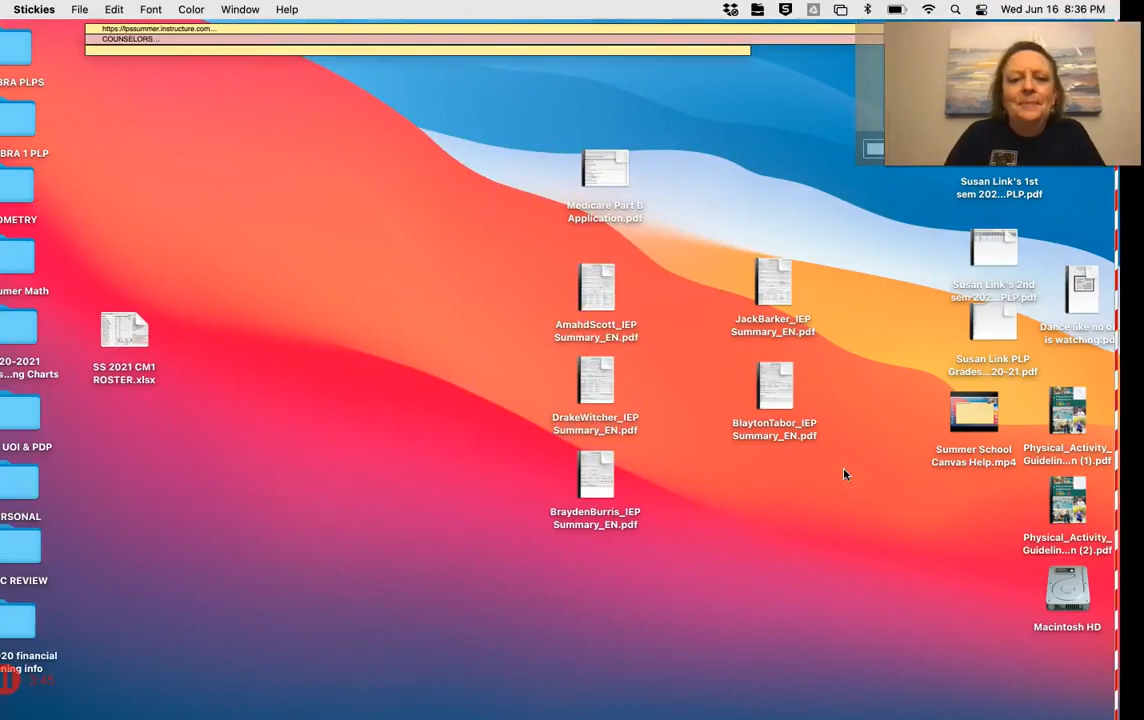 Stickies File Edit Font Color Window Help Wed Jun 16 8:36 PM
https://lpssummer.instructure.com...
COUNSELORS...
BRA PLPS
BRA 1 PLP
OMETRY
umer Math
20-2021
s...ng Charts
UOI & PDP
RSONAL
C REVIEW
20 financial
ning info
3:45
SS 2021 CM1
ROSTER.xlsx
XLSX
Medicare Part B
Application.pdf
AmahdScott_IEP
Summary_EN.pdf
DrakeWitcher_IEP
Summary_EN.pdf
BraydenBurris_IEP
Summary_EN.pdf
JackBarker_IEP
Summary_EN.pdf
BlaytonTabor_IEP
Summary_EN.pdf
Susan Link's 1st
sem 202...PLP.pdf
Susan Link's 2nd
sem 202...PLP.pdf
Susan Link PLP
Grades...20-21.pdf
Summer School
Canvas Help.mp4
Dance like no o
is watching.pd
Physical_Activity_
Guidelin...n (1).pdf
Physical_Activity_
Guidelin...n (2).pdf
Macintosh HD